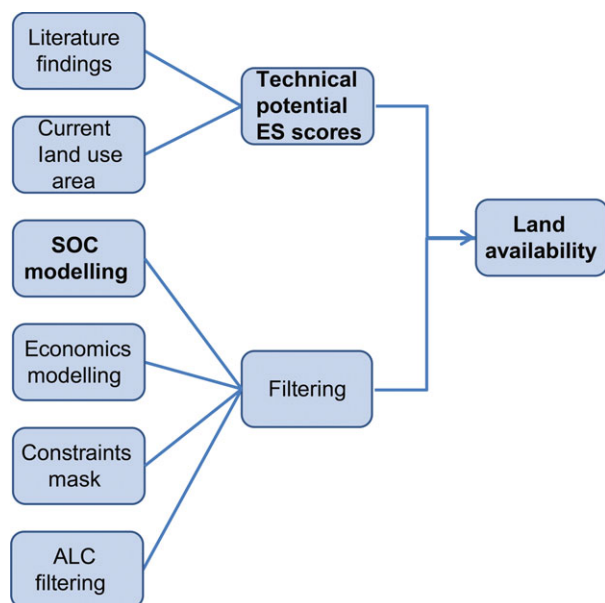 Literature
findings
Current
land use
area
SOC
modelling
Economics
modelling
Constraints
mask
ALC
filtering
Technical
potential
ES scores
Filtering
Land
availability